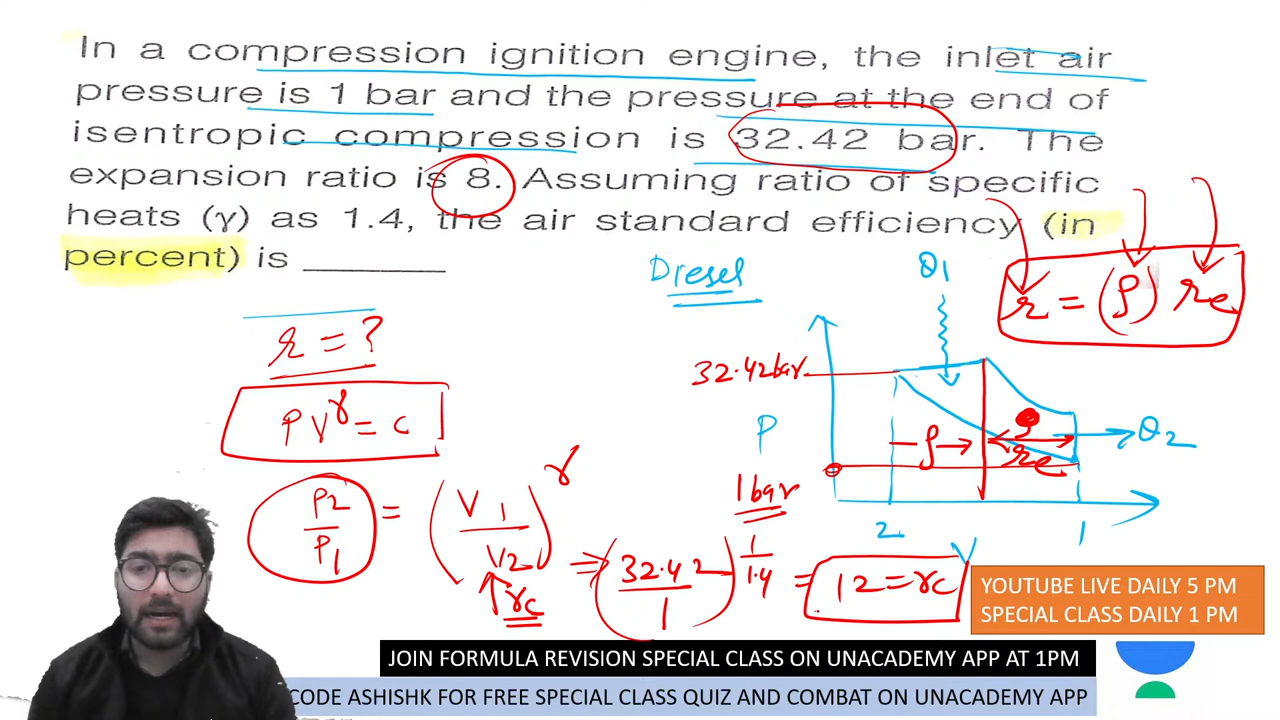 In a compression ignition engine, the inlet air
pressure is 1 bar and the pressure at the end of
isentropic compression is 32.42 bar. The
expansion ratio is 8. Assuming ratio of specific
heats (γ) as 1.4, the air standard efficiency (in
percent) is ______
Diesel
Q1
r = (ρ) re
r = ?
32.42bar
PVᵞ = c
P
ρ
re
Q2
1bar
P2/P1 = (V1/V2)ᵞ
2
1
V
rc
⇒ (32.42/1)^(1/1.4) = 12 = rc
YOUTUBE LIVE DAILY 5 PM
SPECIAL CLASS DAILY 1 PM
JOIN FORMULA REVISION SPECIAL CLASS ON UNACADEMY APP AT 1PM
CODE ASHISHK FOR FREE SPECIAL CLASS QUIZ AND COMBAT ON UNACADEMY APP